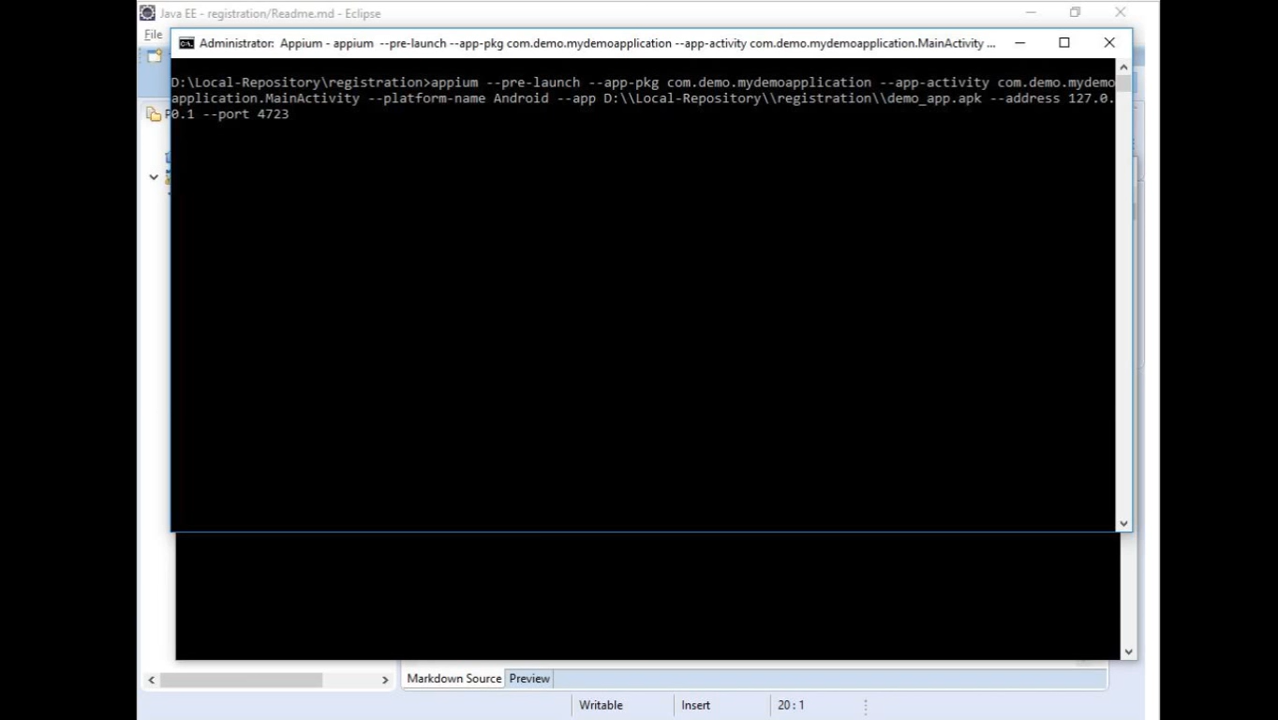 Java EE - registration/Readme.md - Eclipse
File
Administrator: Appium - appium --pre-launch --app-pkg com.demo.mydemoapplication --app-activity com.demo.mydemoapplication.MainActivity ...
D:\Local-Repository\registration>appium --pre-launch --app-pkg com.demo.mydemoapplication --app-activity com.demo.mydemo
application.MainActivity --platform-name Android --app D:\\Local-Repository\\registration\\demo_app.apk --address 127.0.
0.1 --port 4723
Markdown Source Preview
Writable Insert 20 : 1